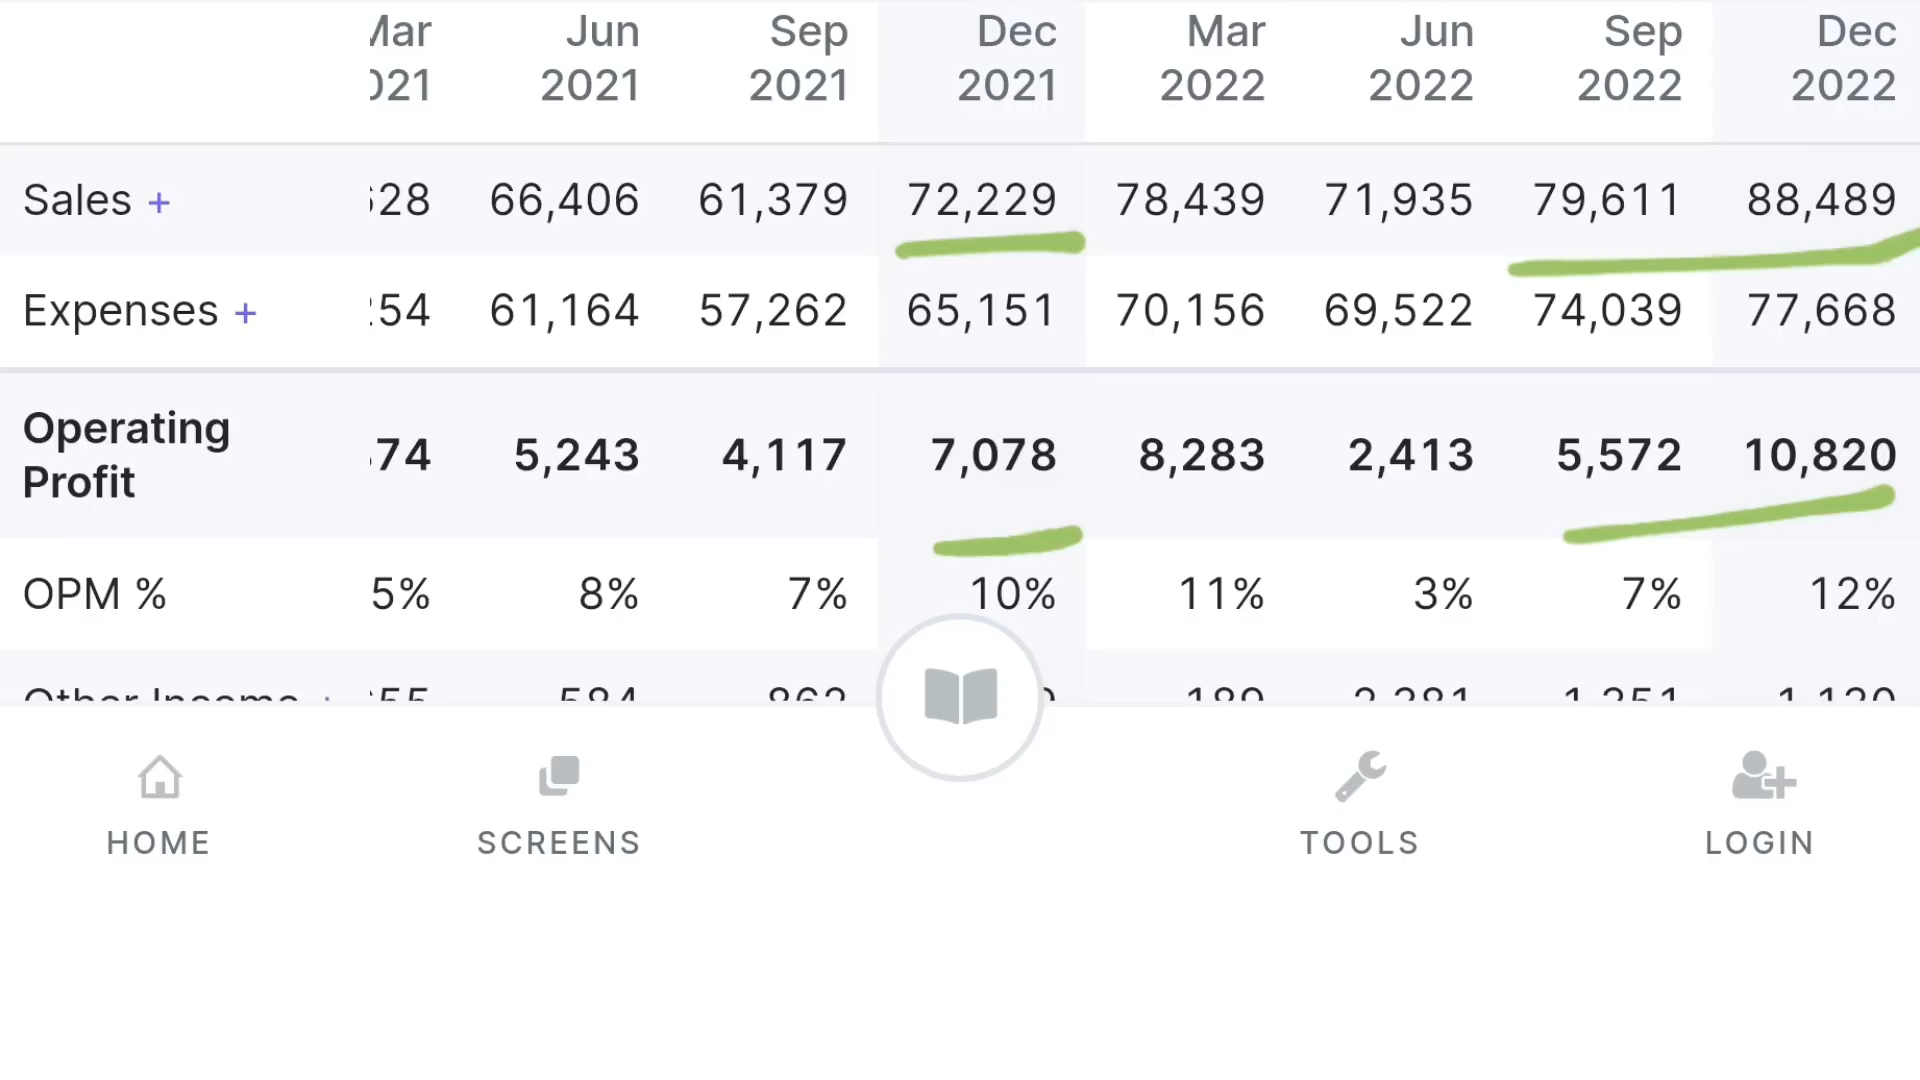 Jun Sep Dec Mar Jun Sep Dec
2021 2021 2021 2022 2022 2022 2022
Sales + 66,406 61,379 72,229 78,439 71,935 79,611 88,489
Expenses + 61,164 57,262 65,151 70,156 69,522 74,039 77,668
Operating
Profit 5,243 4,117 7,078 8,283 2,413 5,572 10,820
OPM % 5% 8% 7% 10% 11% 3% 7% 12%
HOME SCREENS TOOLS LOGIN